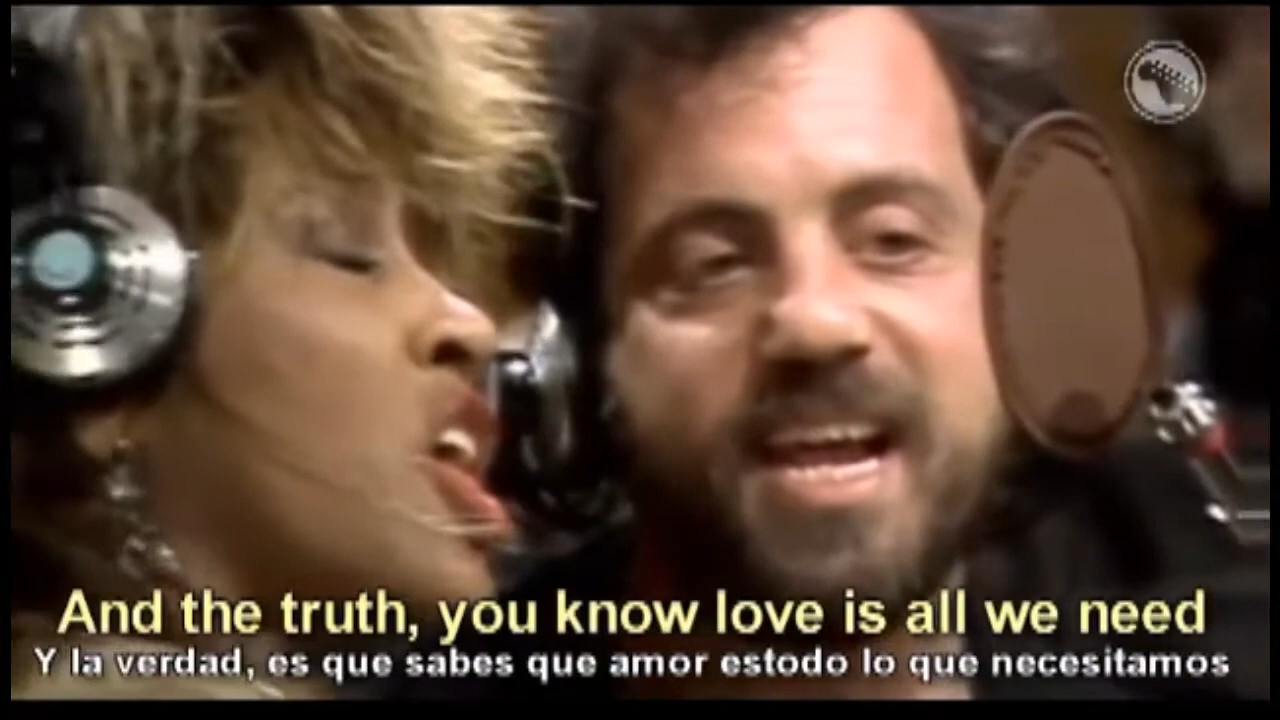 And the truth, you know love is all we need
Y la verdad, es que sabes que amor estodo lo que necesitamos